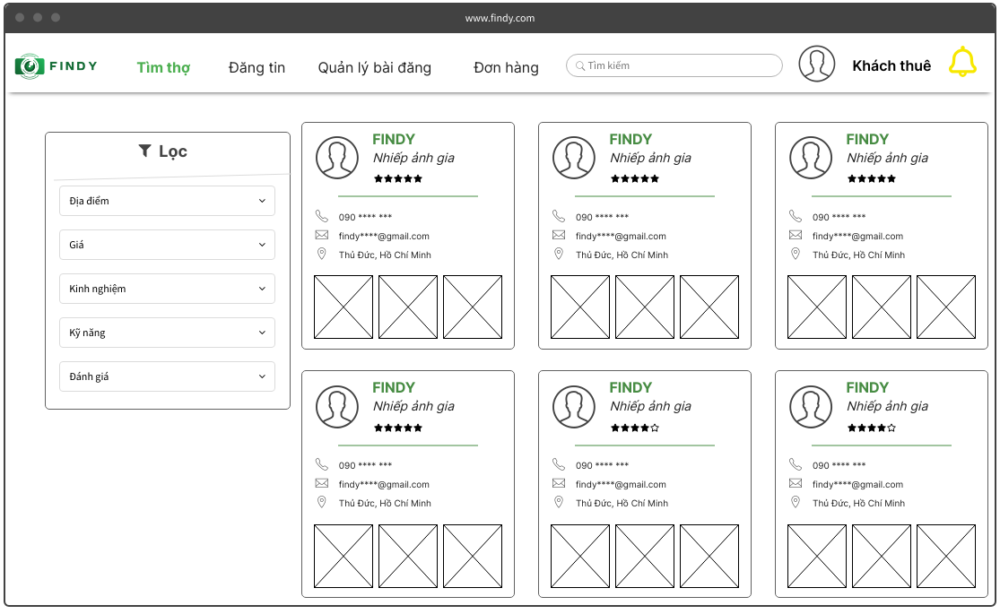 www.findy.com
FINDY
Tìm thợ
Đăng tin
Quản lý bài đăng
Đơn hàng
Tìm kiếm
Khách thuê
Lọc
Địa điểm
Giá
Kinh nghiệm
Kỹ năng
Đánh giá
FINDY
Nhiếp ảnh gia
090 **** ***
findy****@gmail.com
Thủ Đức, Hồ Chí Minh
FINDY
Nhiếp ảnh gia
090 **** ***
findy****@gmail.com
Thủ Đức, Hồ Chí Minh
FINDY
Nhiếp ảnh gia
090 **** ***
findy****@gmail.com
Thủ Đức, Hồ Chí Minh
FINDY
Nhiếp ảnh gia
090 **** ***
findy****@gmail.com
Thủ Đức, Hồ Chí Minh
FINDY
Nhiếp ảnh gia
090 **** ***
findy****@gmail.com
Thủ Đức, Hồ Chí Minh
FINDY
Nhiếp ảnh gia
090 **** ***
findy****@gmail.com
Thủ Đức, Hồ Chí Minh